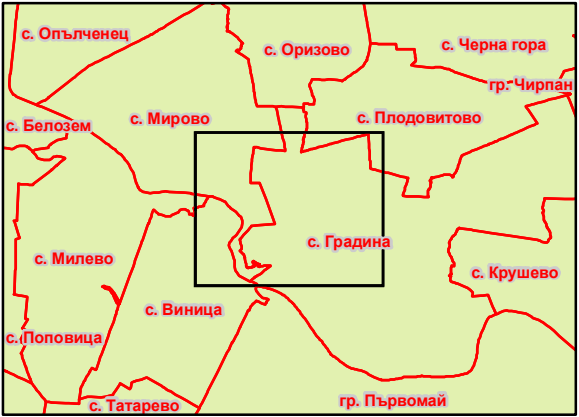 с. Опълченец
с. Оризово
с. Черна гора
гр. Чирпан
с. Белозем
с. Мирово
с. Плодовитово
с. Градина
с. Милево
с. Крушево
с. Виница
с. Поповица
с. Татарево
гр. Първомай